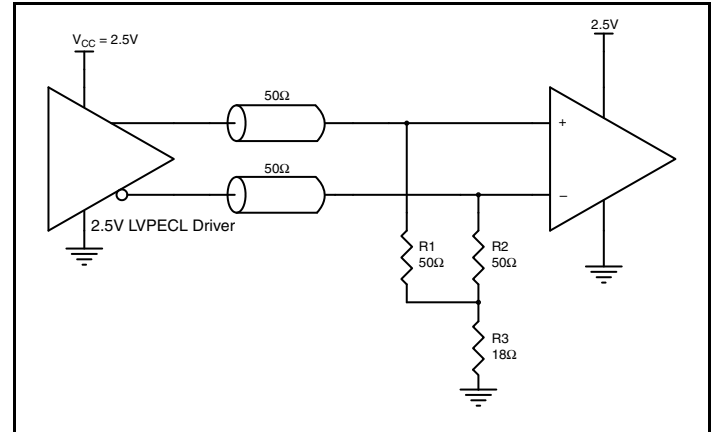 V_CC = 2.5V
2.5V
50Ω
50Ω
+
–
2.5V LVPECL Driver
R1
50Ω
R2
50Ω
R3
18Ω